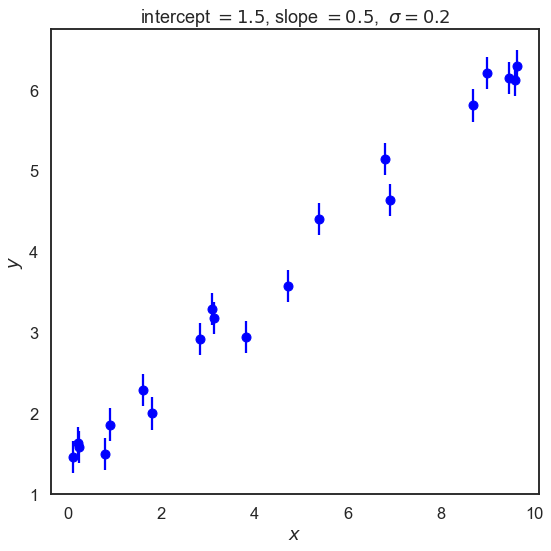 intercept = 1.5, slope = 0.5, σ = 0.2
6
5
4
3
2
1
y
0 2 4 6 8 10
x